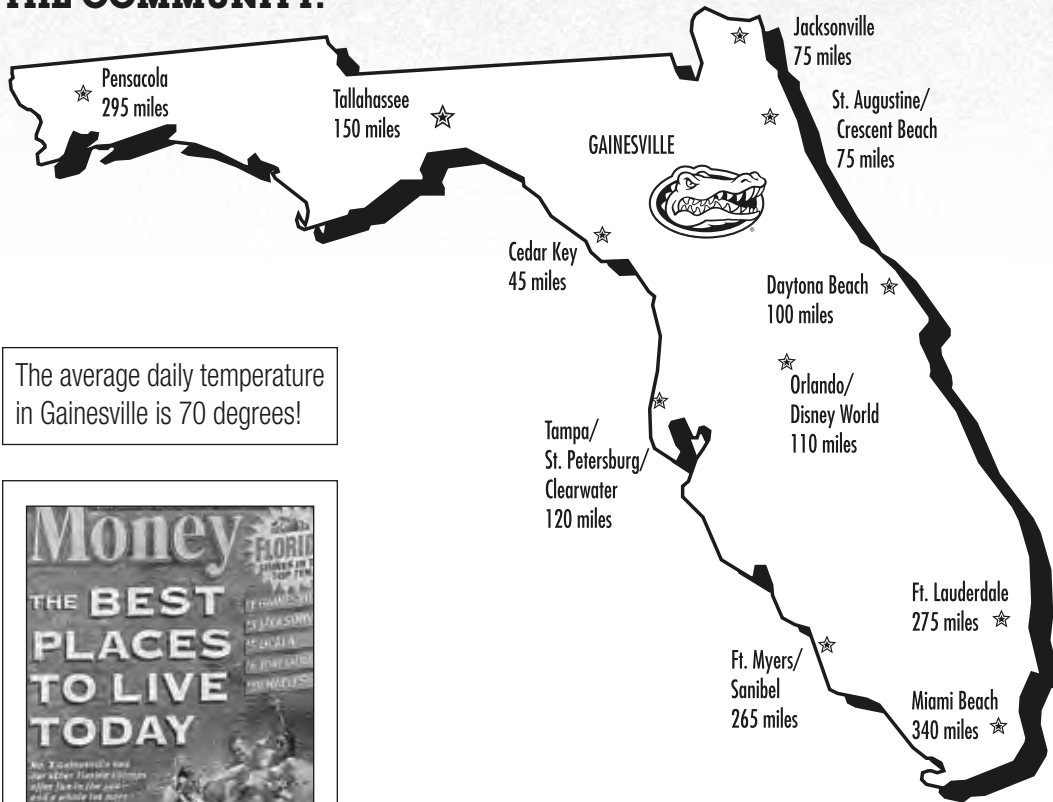 THE COMMUNITY.
Jacksonville
75 miles
Pensacola
295 miles
Tallahassee
150 miles
St. Augustine/
Crescent Beach
75 miles
GAINESVILLE
Cedar Key
45 miles
Daytona Beach
100 miles
Orlando/
Disney World
110 miles
Tampa/
St. Petersburg/
Clearwater
120 miles
Ft. Lauderdale
275 miles
Ft. Myers/
Sanibel
265 miles
Miami Beach
340 miles
The average daily temperature
in Gainesville is 70 degrees!
Money
THE BEST
PLACES
TO LIVE
TODAY